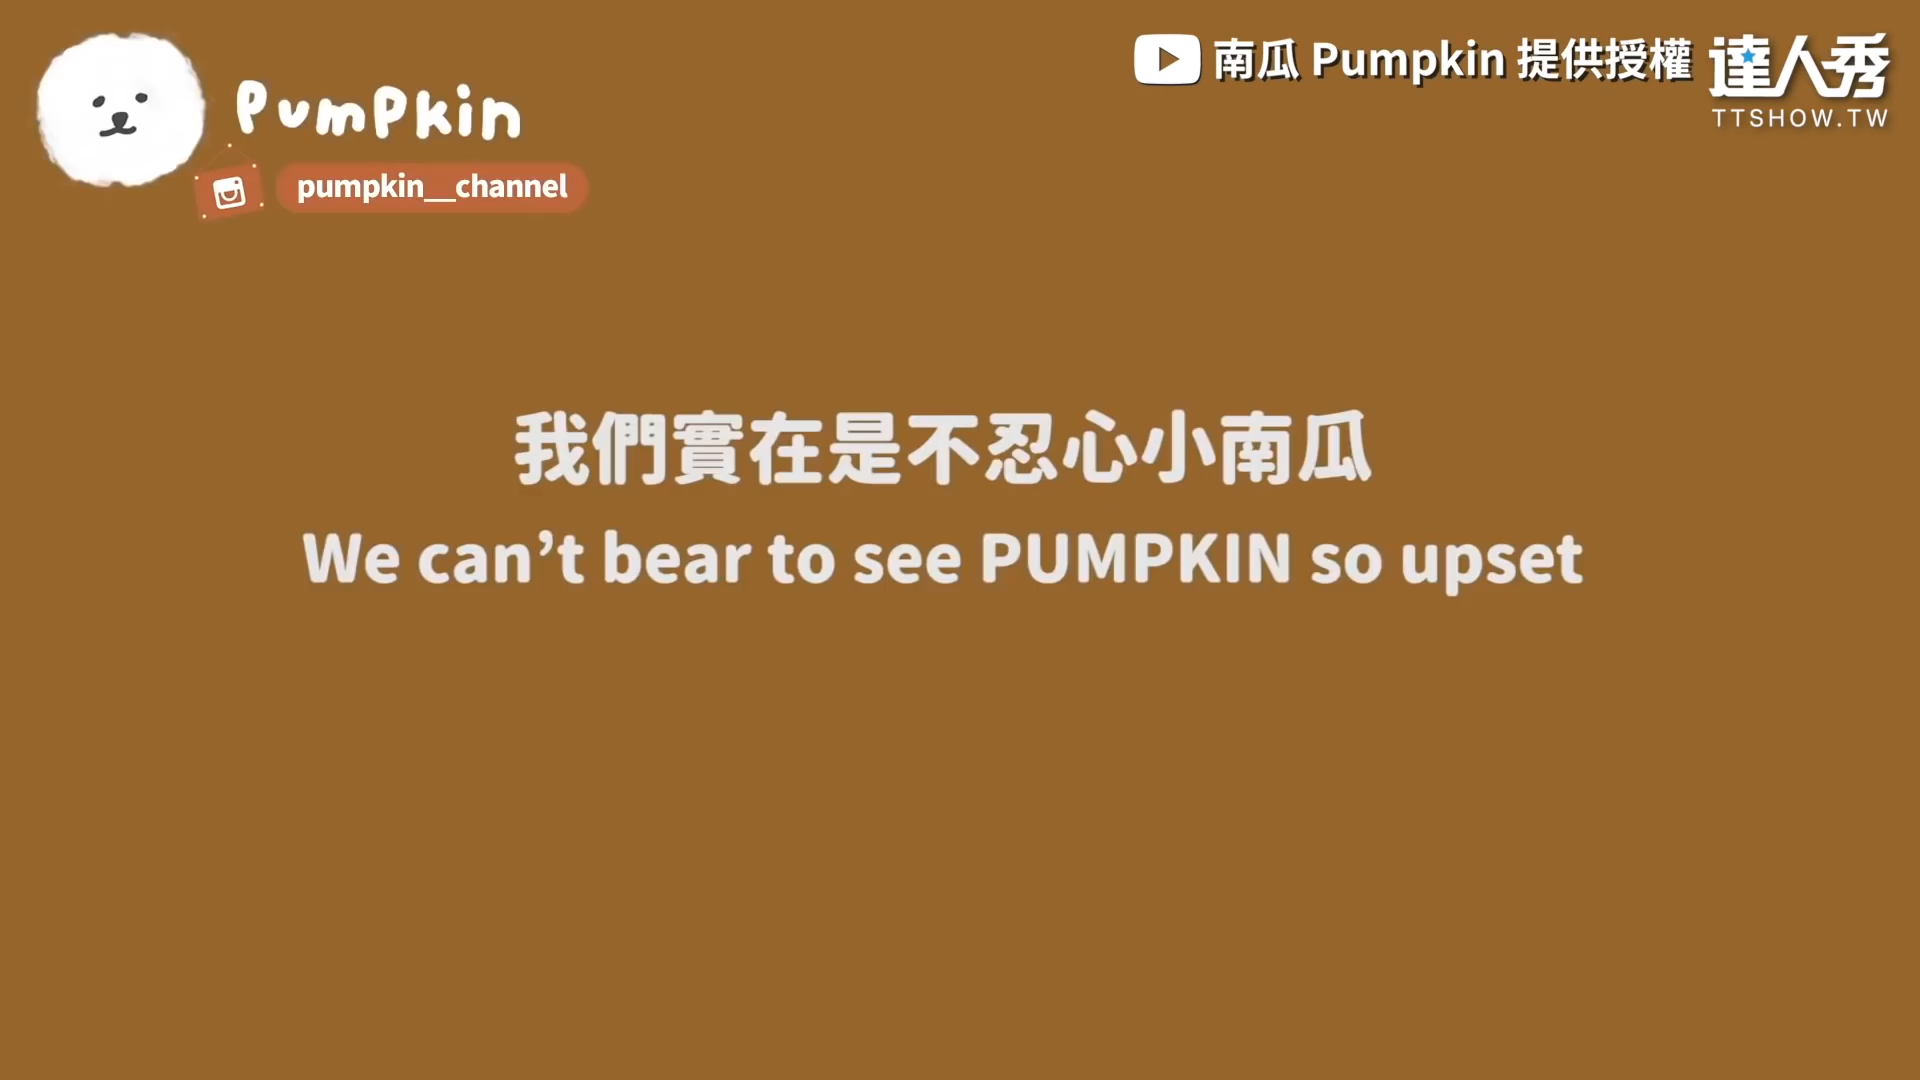 Pumpkin
pumpkin__channel
南瓜 Pumpkin 提供授權
達人秀
TTSHOW.TW
我們實在是不忍心小南瓜
We can’t bear to see PUMPKIN so upset